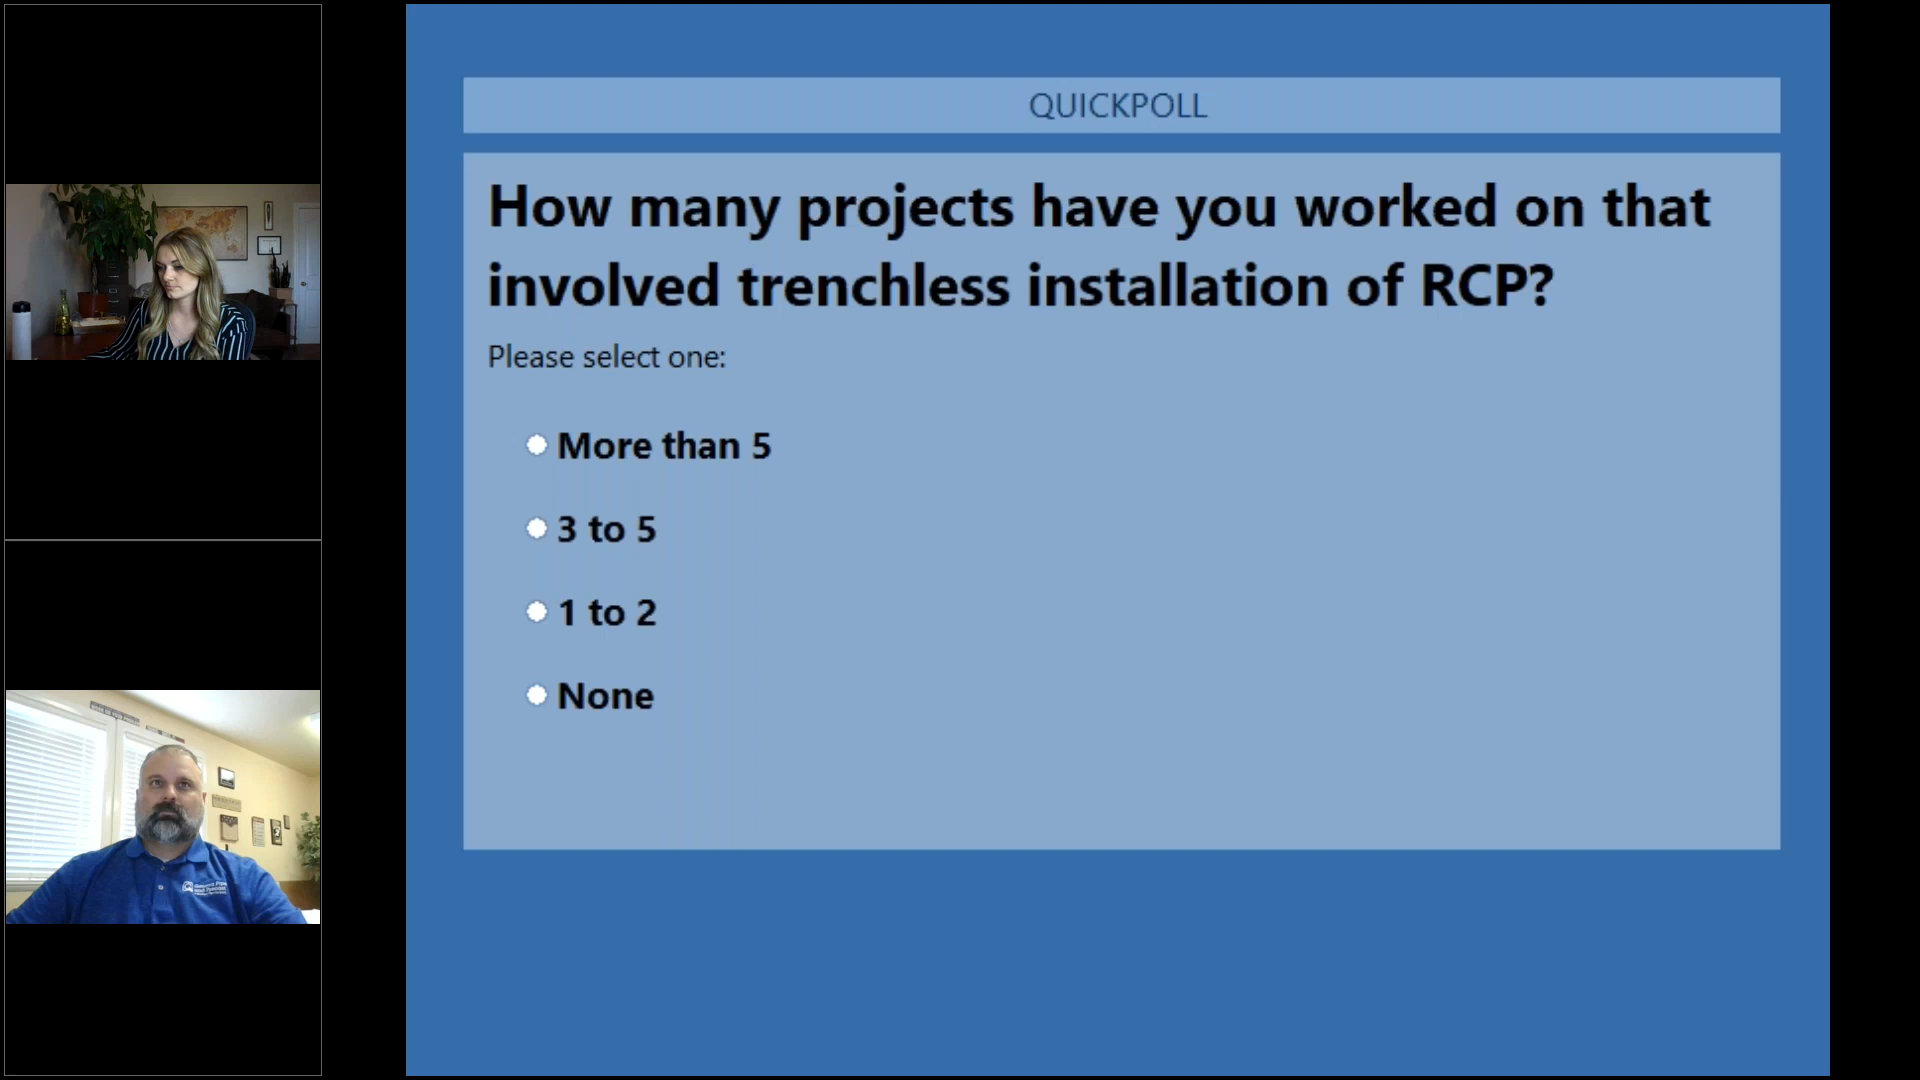 QUICKPOLL
How many projects have you worked on that
involved trenchless installation of RCP?
Please select one:
More than 5
3 to 5
1 to 2
None